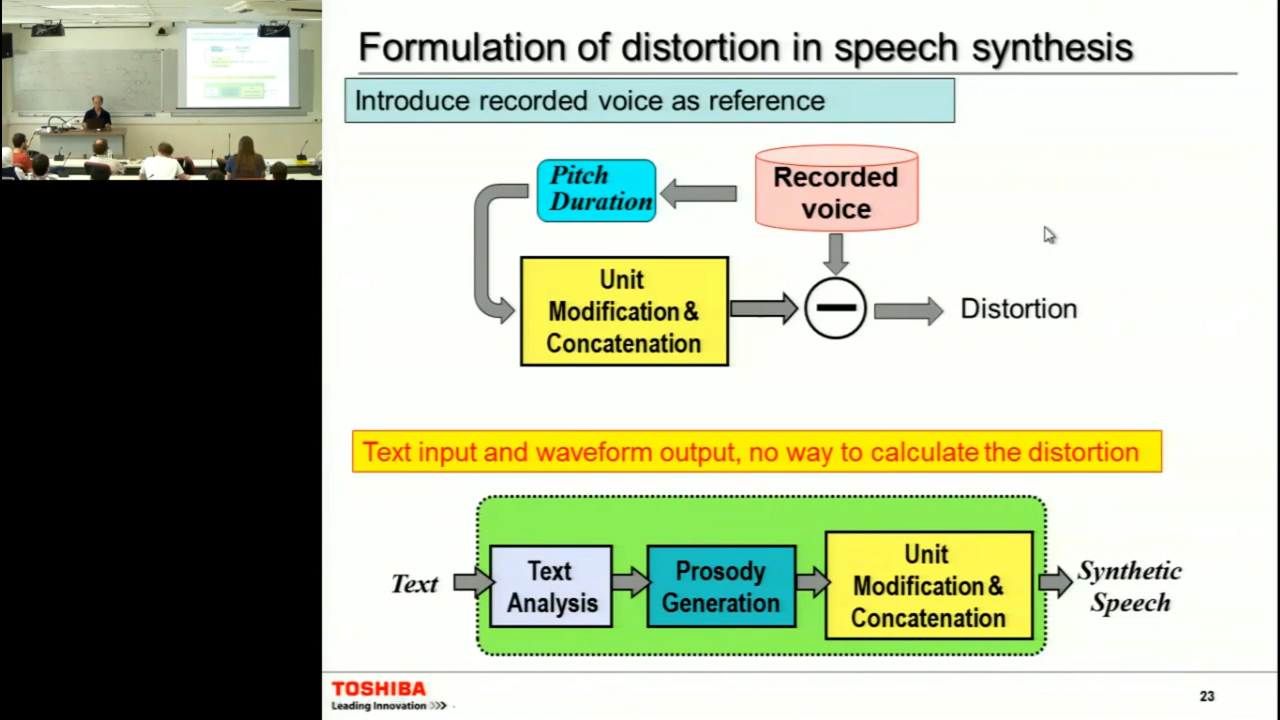 Formulation of distortion in speech synthesis
Introduce recorded voice as reference
Pitch
Duration
Recorded
voice
Unit
Modification &
Concatenation
Distortion
Text input and waveform output, no way to calculate the distortion
Text
Text
Analysis
Prosody
Generation
Unit
Modification &
Concatenation
Synthetic
Speech
TOSHIBA
Leading Innovation >>>
23